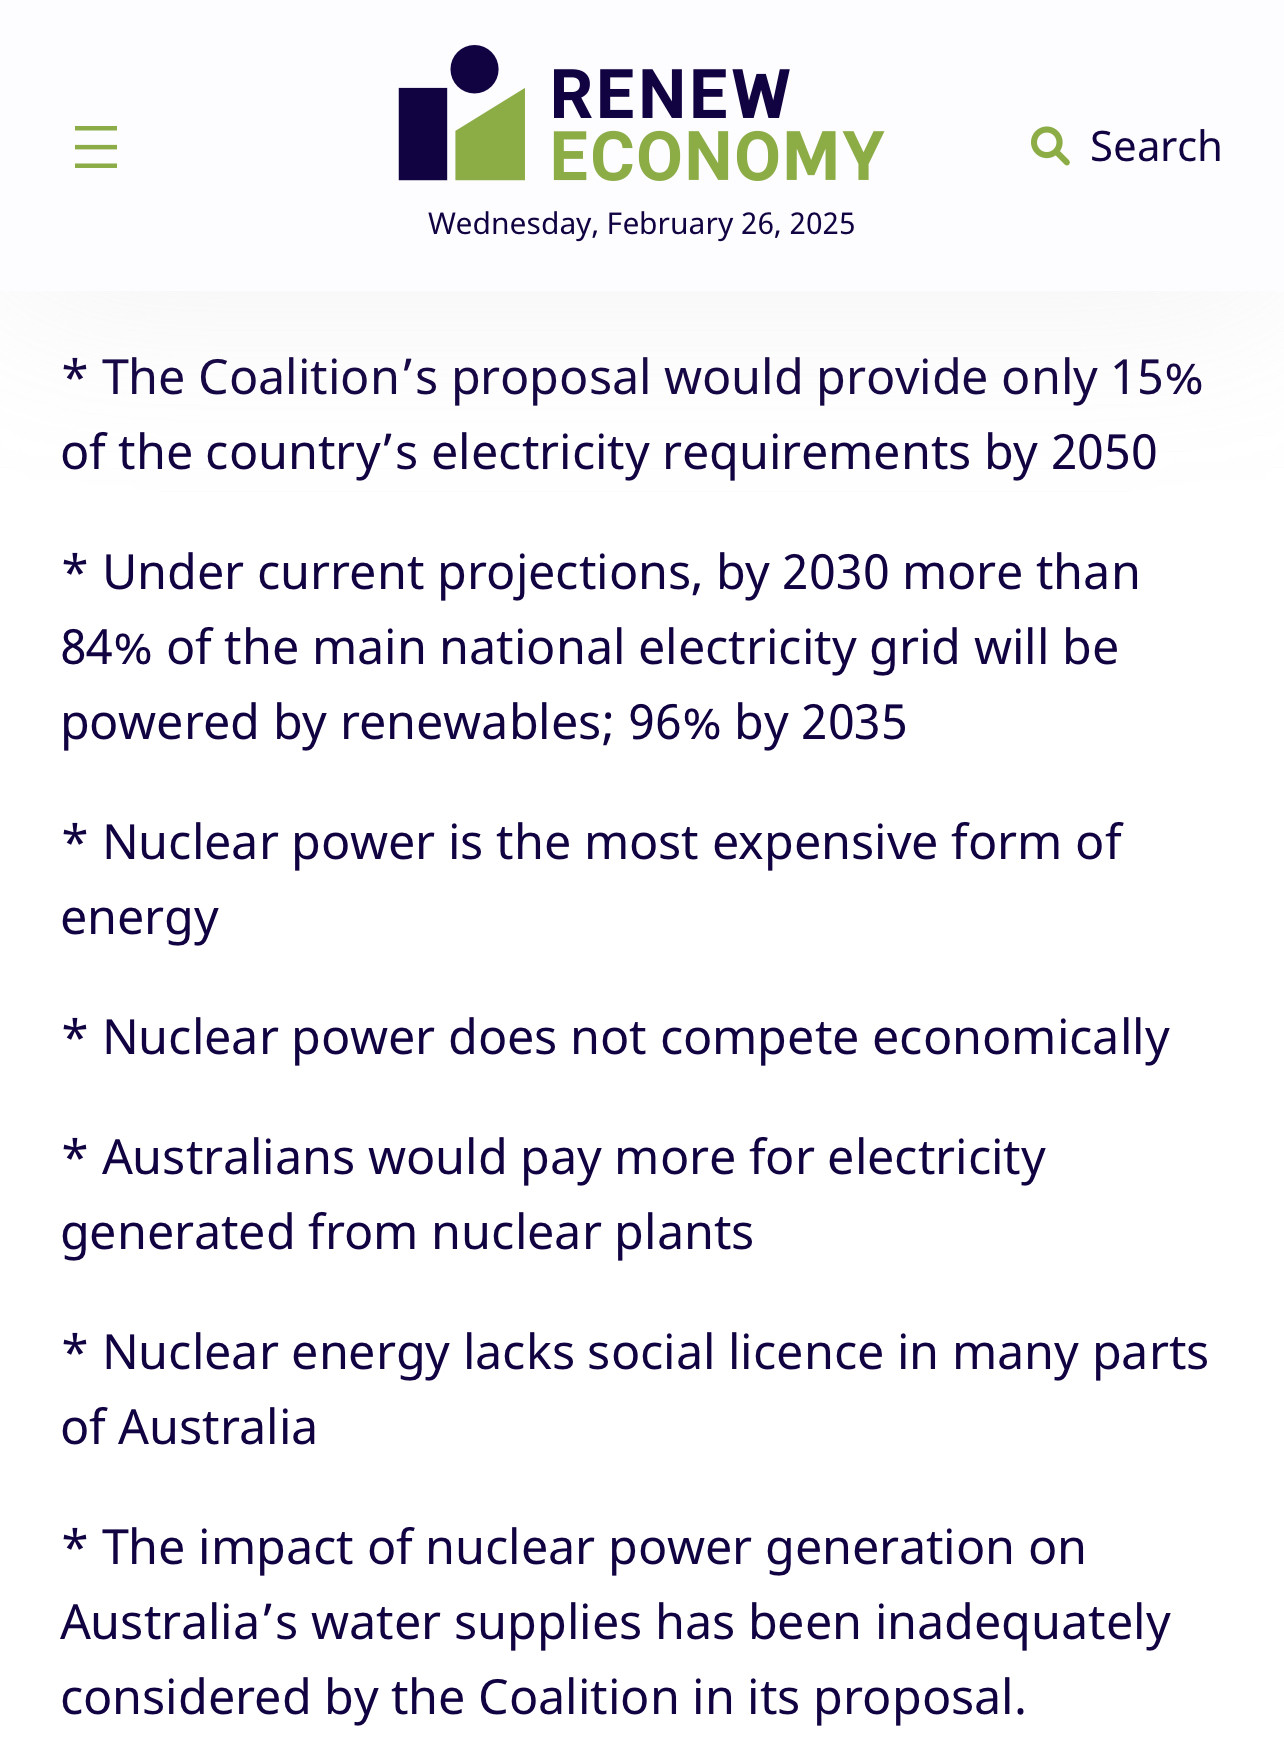 RENEW
ECONOMY
Search
Wednesday, February 26, 2025
* The Coalition’s proposal would provide only 15%
of the country’s electricity requirements by 2050
* Under current projections, by 2030 more than
84% of the main national electricity grid will be
powered by renewables; 96% by 2035
* Nuclear power is the most expensive form of
energy
* Nuclear power does not compete economically
* Australians would pay more for electricity
generated from nuclear plants
* Nuclear energy lacks social licence in many parts
of Australia
* The impact of nuclear power generation on
Australia’s water supplies has been inadequately
considered by the Coalition in its proposal.